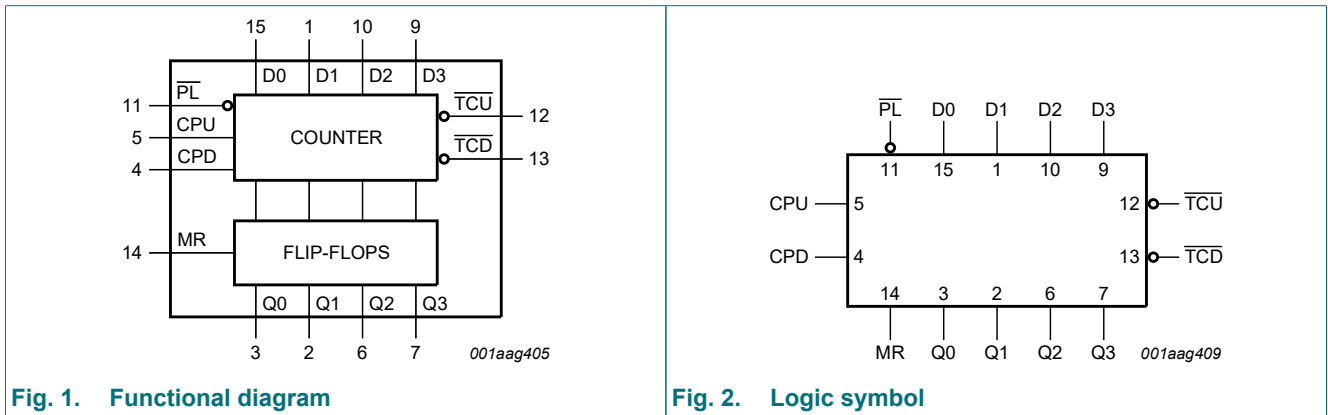 15 1 10 9
D0 D1 D2 D3
11 PL
TCU 12
5 CPU
COUNTER
TCD 13
4 CPD
14 MR
FLIP-FLOPS
Q0 Q1 Q2 Q3
3 2 6 7 001aag405
Fig. 1. Functional diagram
PL D0 D1 D2 D3
11 15 1 10 9
CPU 5
12 TCU
CPD 4
13 TCD
14 3 2 6 7
MR Q0 Q1 Q2 Q3 001aag409
Fig. 2. Logic symbol